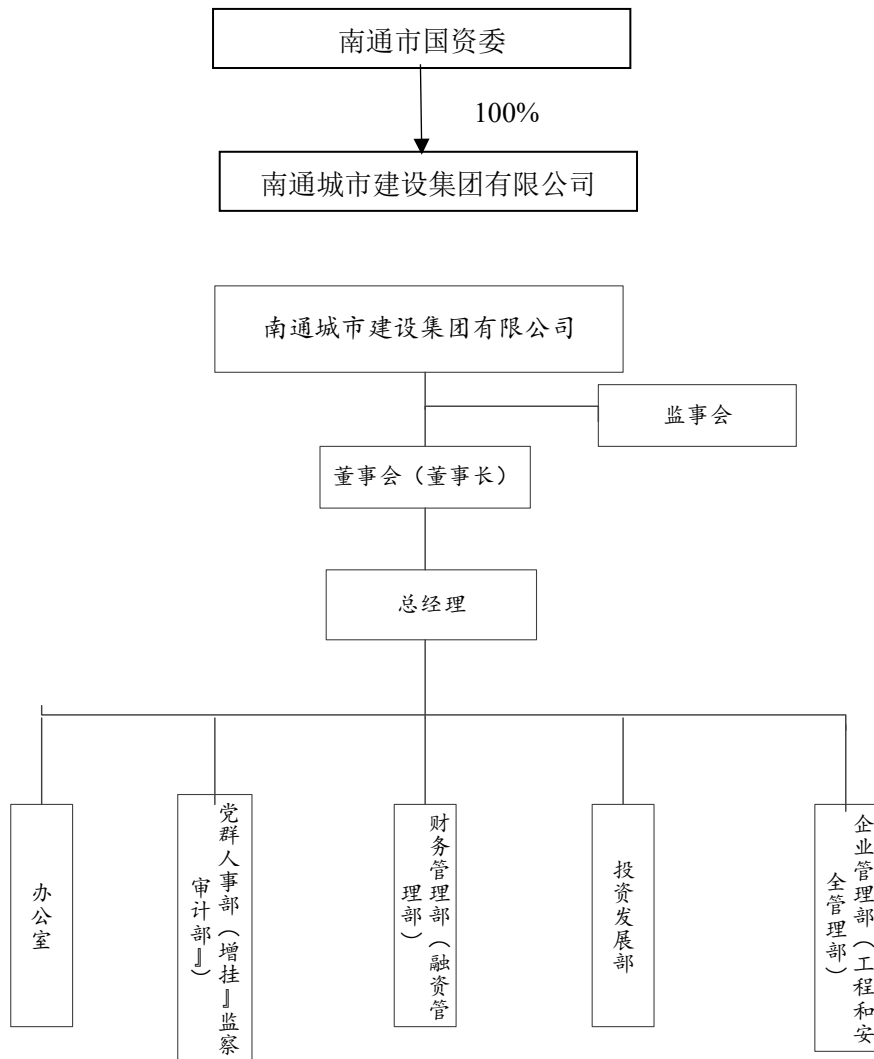 南通市国资委
100%
南通城市建设集团有限公司
南通城市建设集团有限公司
监事会
董事会（董事长）
总经理
办公室
党群人事部（增挂』监察
审计部』）
财务管理部（融资管
理部）
投资发展部
企业管理部（工程和安
全管理部）